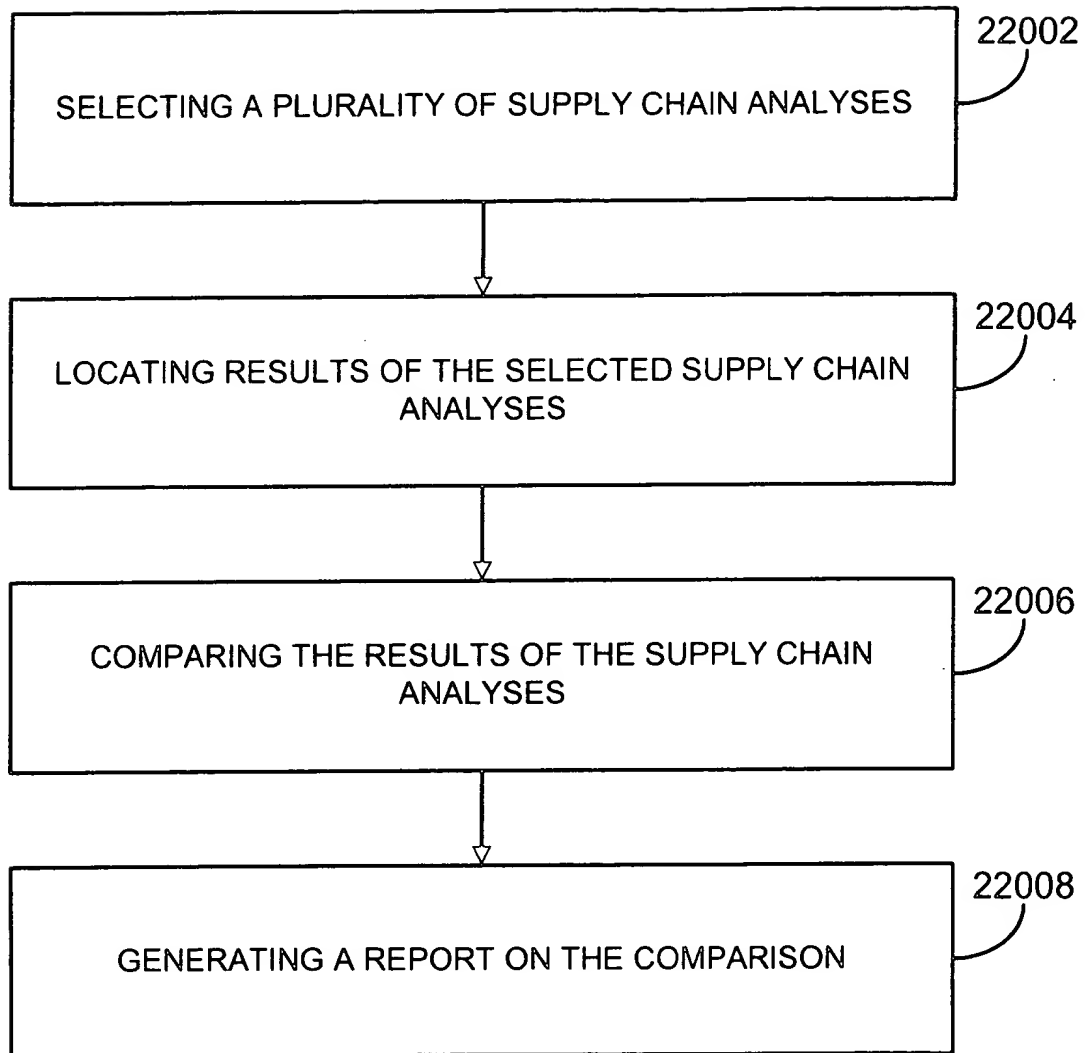 22002
SELECTING A PLURALITY OF SUPPLY CHAIN ANALYSES
22004
LOCATING RESULTS OF THE SELECTED SUPPLY CHAIN
ANALYSES
22006
COMPARING THE RESULTS OF THE SUPPLY CHAIN
ANALYSES
22008
GENERATING A REPORT ON THE COMPARISON